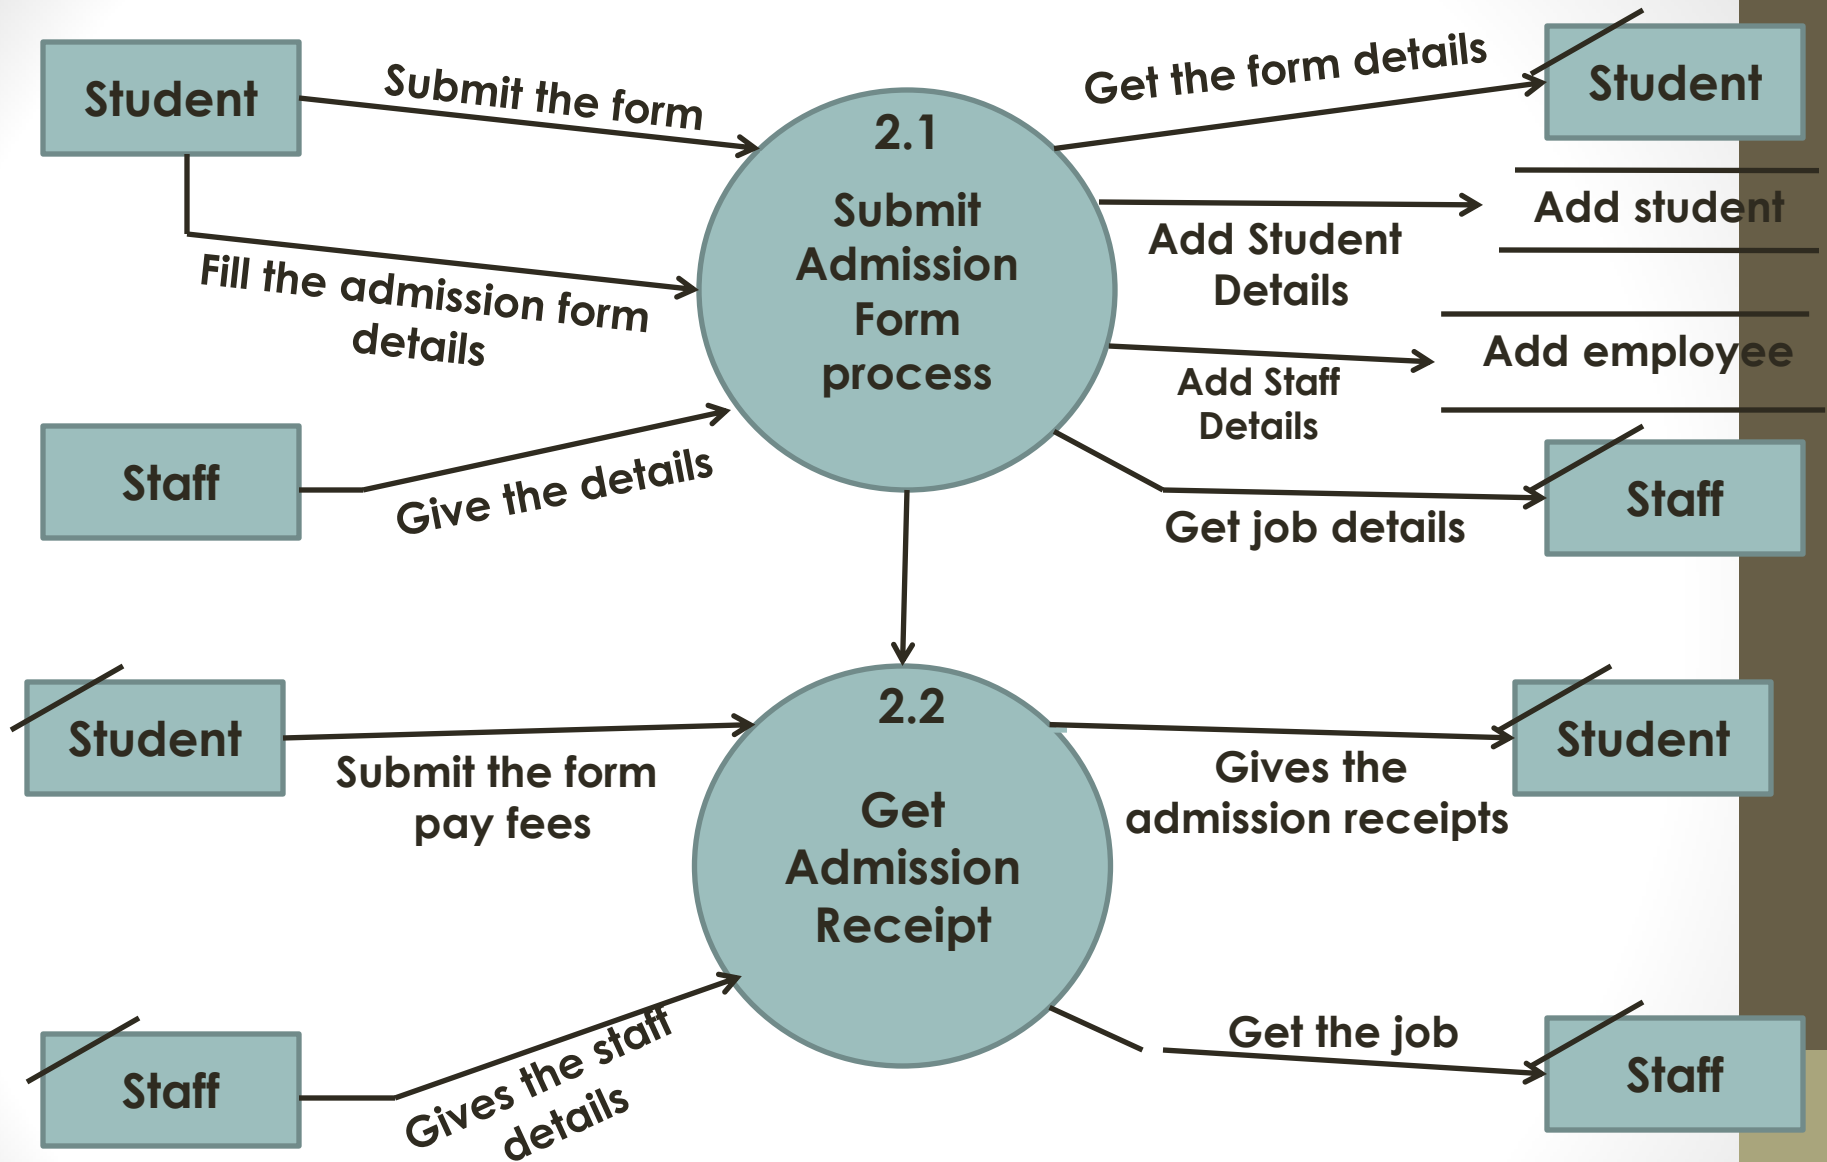 Student
Submit the form
Fill the admission form
details
Staff
Give the details
2.1
Submit
Admission
Form
process
Get the form details
Student
Add Student
Details
Add student
Add Staff
Details
Add employee
Get job details
Staff
Student
Submit the form
pay fees
Staff
Gives the staff
details
2.2
Get
Admission
Receipt
Gives the
admission receipts
Student
Get the job
Staff